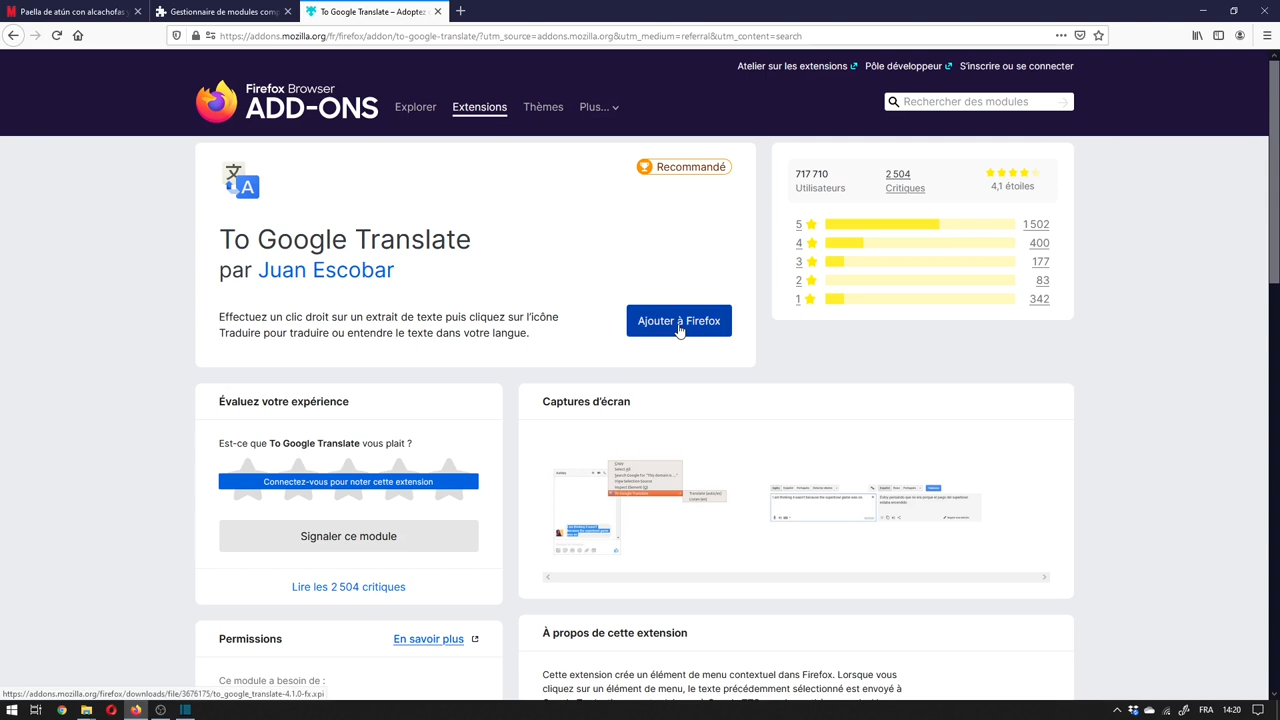 Paella de atún con alcachofas y
Gestionnaire de modules com
To Google Translate – Adoptez
https://addons.mozilla.org/fr/firefox/addon/to-google-translate/?utm_source=addons.mozilla.org&utm_medium=referral&utm_content=search
Atelier sur les extensions
Pôle développeur
S'inscrire ou se connecter
Firefox Browser
ADD-ONS
Explorer
Extensions
Thèmes
Plus...
Rechercher des modules
Recommandé
文
A
To Google Translate
par Juan Escobar
Effectuez un clic droit sur un extrait de texte puis cliquez sur l'icône
Traduire pour traduire ou entendre le texte dans votre langue.
Ajouter à Firefox
717 710
Utilisateurs
2 504
Critiques
4,1 étoiles
5 1 502
4 400
3 177
2 83
1 342
Évaluez votre expérience
Est-ce que To Google Translate vous plait ?
Connectez-vous pour noter cette extension
Signaler ce module
Lire les 2 504 critiques
Captures d'écran
Permissions
En savoir plus
Ce module a besoin de :
À propos de cette extension
Cette extension crée un élément de menu contextuel dans Firefox. Lorsque vous
cliquez sur un élément de menu, le texte précédemment sélectionné est envoyé à
https://addons.mozilla.org/firefox/downloads/file/3676175/to_google_translate-4.1.0-fx.xpi
FRA
14:20